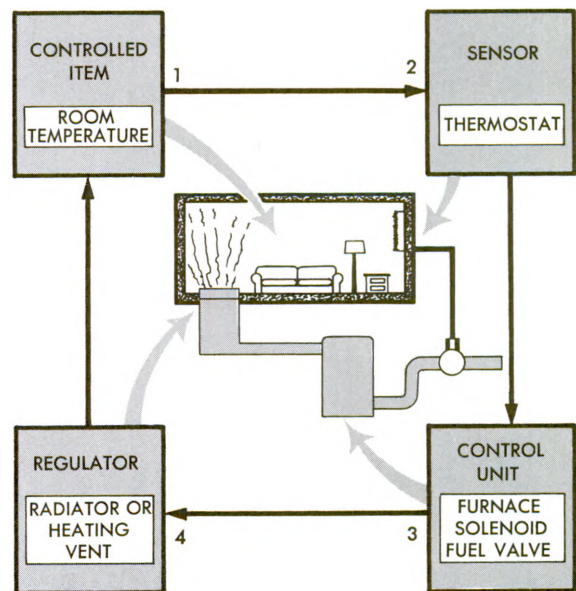 CONTROLLED
ITEM
ROOM
TEMPERATURE
1
2
SENSOR
THERMOSTAT
REGULATOR
RADIATOR OR
HEATING
VENT
4
3
CONTROL
UNIT
FURNACE
SOLENOID
FUEL VALVE